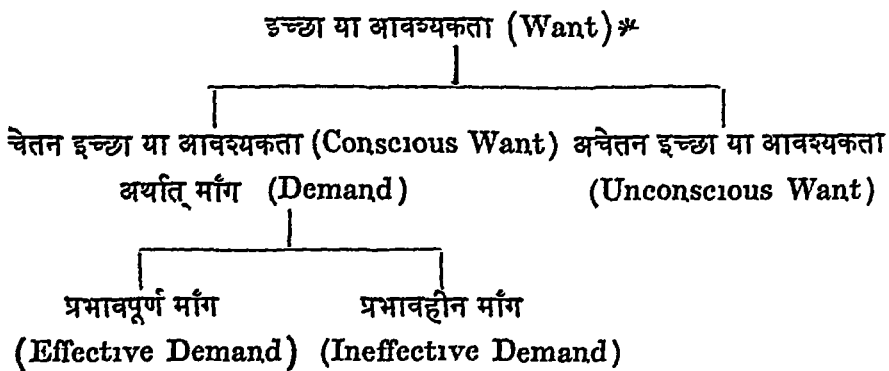 इच्छा या आवश्यकता (Want)*
चेतन इच्छा या आवश्यकता (Conscious Want) अचेतन इच्छा या आवश्यकता
अर्थात् माँग (Demand) (Unconscious Want)
प्रभावपूर्ण माँग प्रभावहीन माँग
(Effective Demand) (Ineffective Demand)